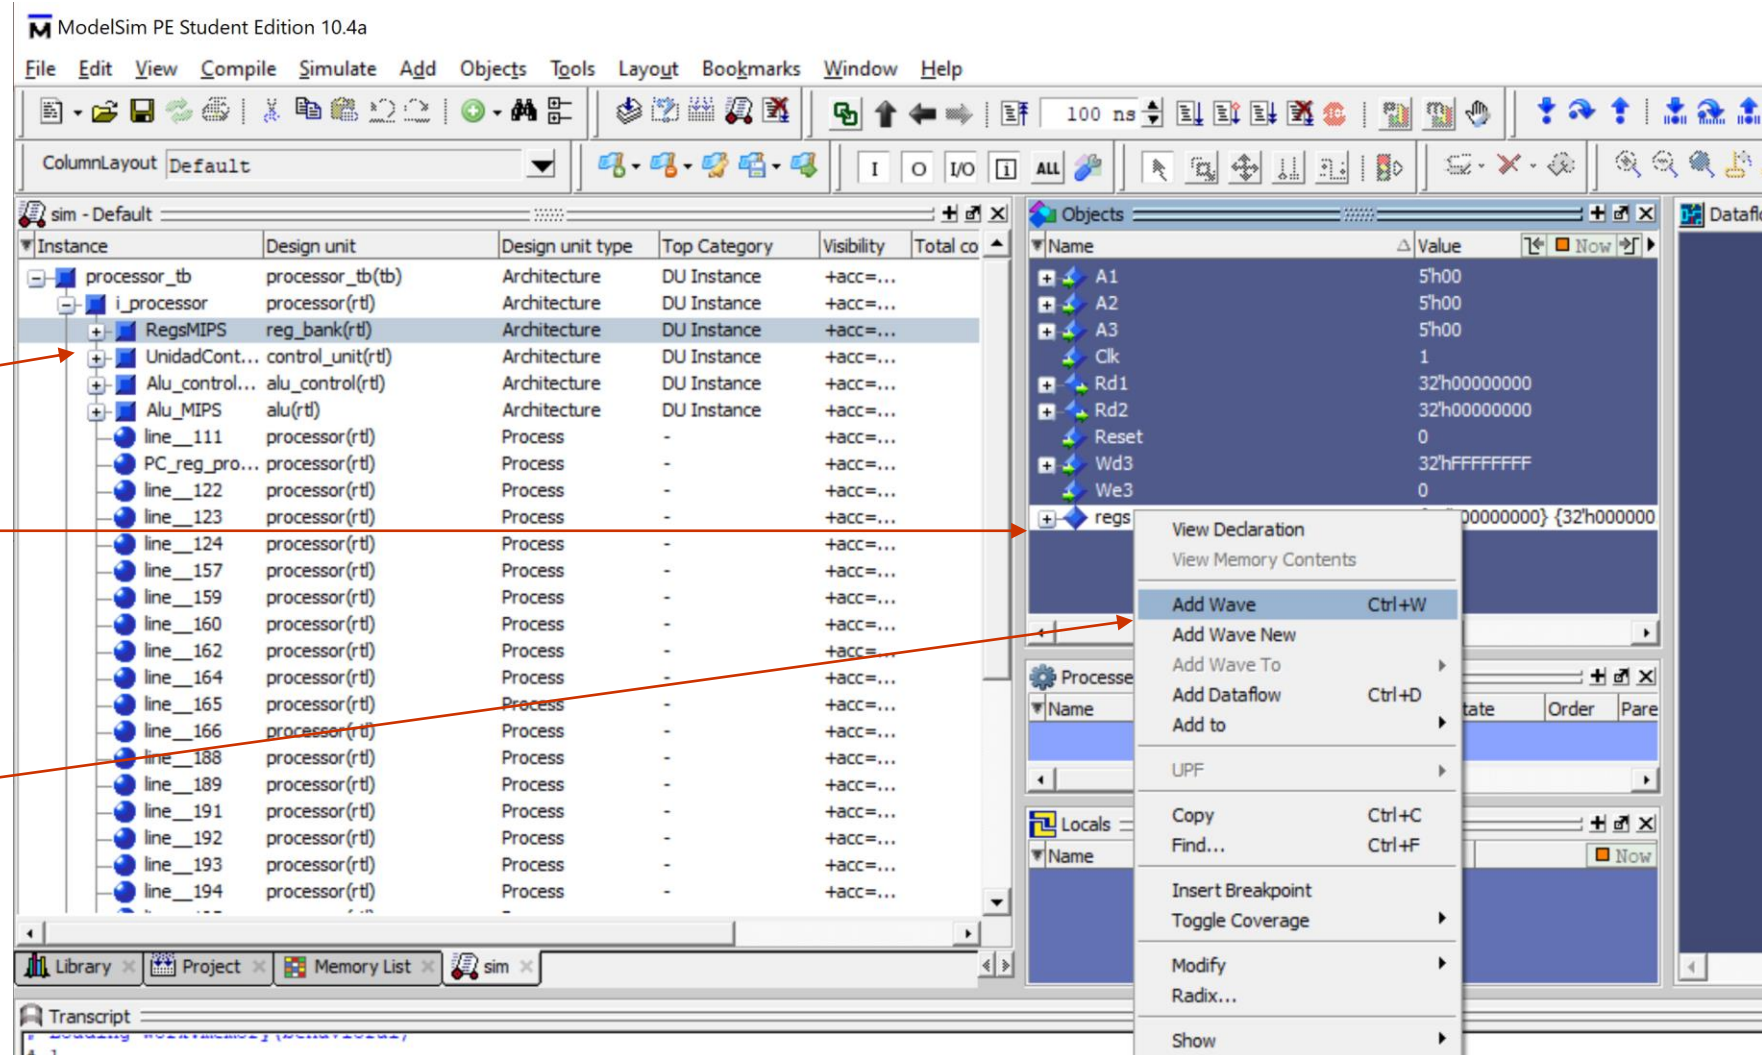 ModelSim PE Student Edition 10.4a
File Edit View Compile Simulate Add Objects Tools Layout Bookmarks Window Help
100 ns
ColumnLayout Default
I O I/O i ALL
sim - Default
Instance Design unit Design unit type Top Category Visibility Total co
processor_tb processor_tb(tb) Architecture DU Instance +acc=...
i_processor processor(rtl) Architecture DU Instance +acc=...
RegsMIPS reg_bank(rtl) Architecture DU Instance +acc=...
UnidadCont... control_unit(rtl) Architecture DU Instance +acc=...
Alu_control... alu_control(rtl) Architecture DU Instance +acc=...
Alu_MIPS alu(rtl) Architecture DU Instance +acc=...
line__111 processor(rtl) Process - +acc=...
PC_reg_pro... processor(rtl) Process - +acc=...
line__122 processor(rtl) Process - +acc=...
line__123 processor(rtl) Process - +acc=...
line__124 processor(rtl) Process - +acc=...
line__157 processor(rtl) Process - +acc=...
line__159 processor(rtl) Process - +acc=...
line__160 processor(rtl) Process - +acc=...
line__162 processor(rtl) Process - +acc=...
line__164 processor(rtl) Process - +acc=...
line__165 processor(rtl) Process - +acc=...
line__166 processor(rtl) Process - +acc=...
line__188 processor(rtl) Process - +acc=...
line__189 processor(rtl) Process - +acc=...
line__191 processor(rtl) Process - +acc=...
line__192 processor(rtl) Process - +acc=...
line__193 processor(rtl) Process - +acc=...
line__194 processor(rtl) Process - +acc=...
Library Project Memory List sim
Objects
Name Value Now
A1 5'h00
A2 5'h00
A3 5'h00
Clk 1
Rd1 32'h00000000
Rd2 32'h00000000
Reset 0
Wd3 32'hFFFFFFFF
We3 0
regs 00000000} {32'h000000
View Declaration
View Memory Contents
Add Wave Ctrl+W
Add Wave New
Add Wave To
Add Dataflow Ctrl+D
Add to
UPF
Copy Ctrl+C
Find... Ctrl+F
Insert Breakpoint
Toggle Coverage
Modify
Radix...
Show
Processe
Name tate Order Pare
Locals
Name Now
Dataflo
Transcript